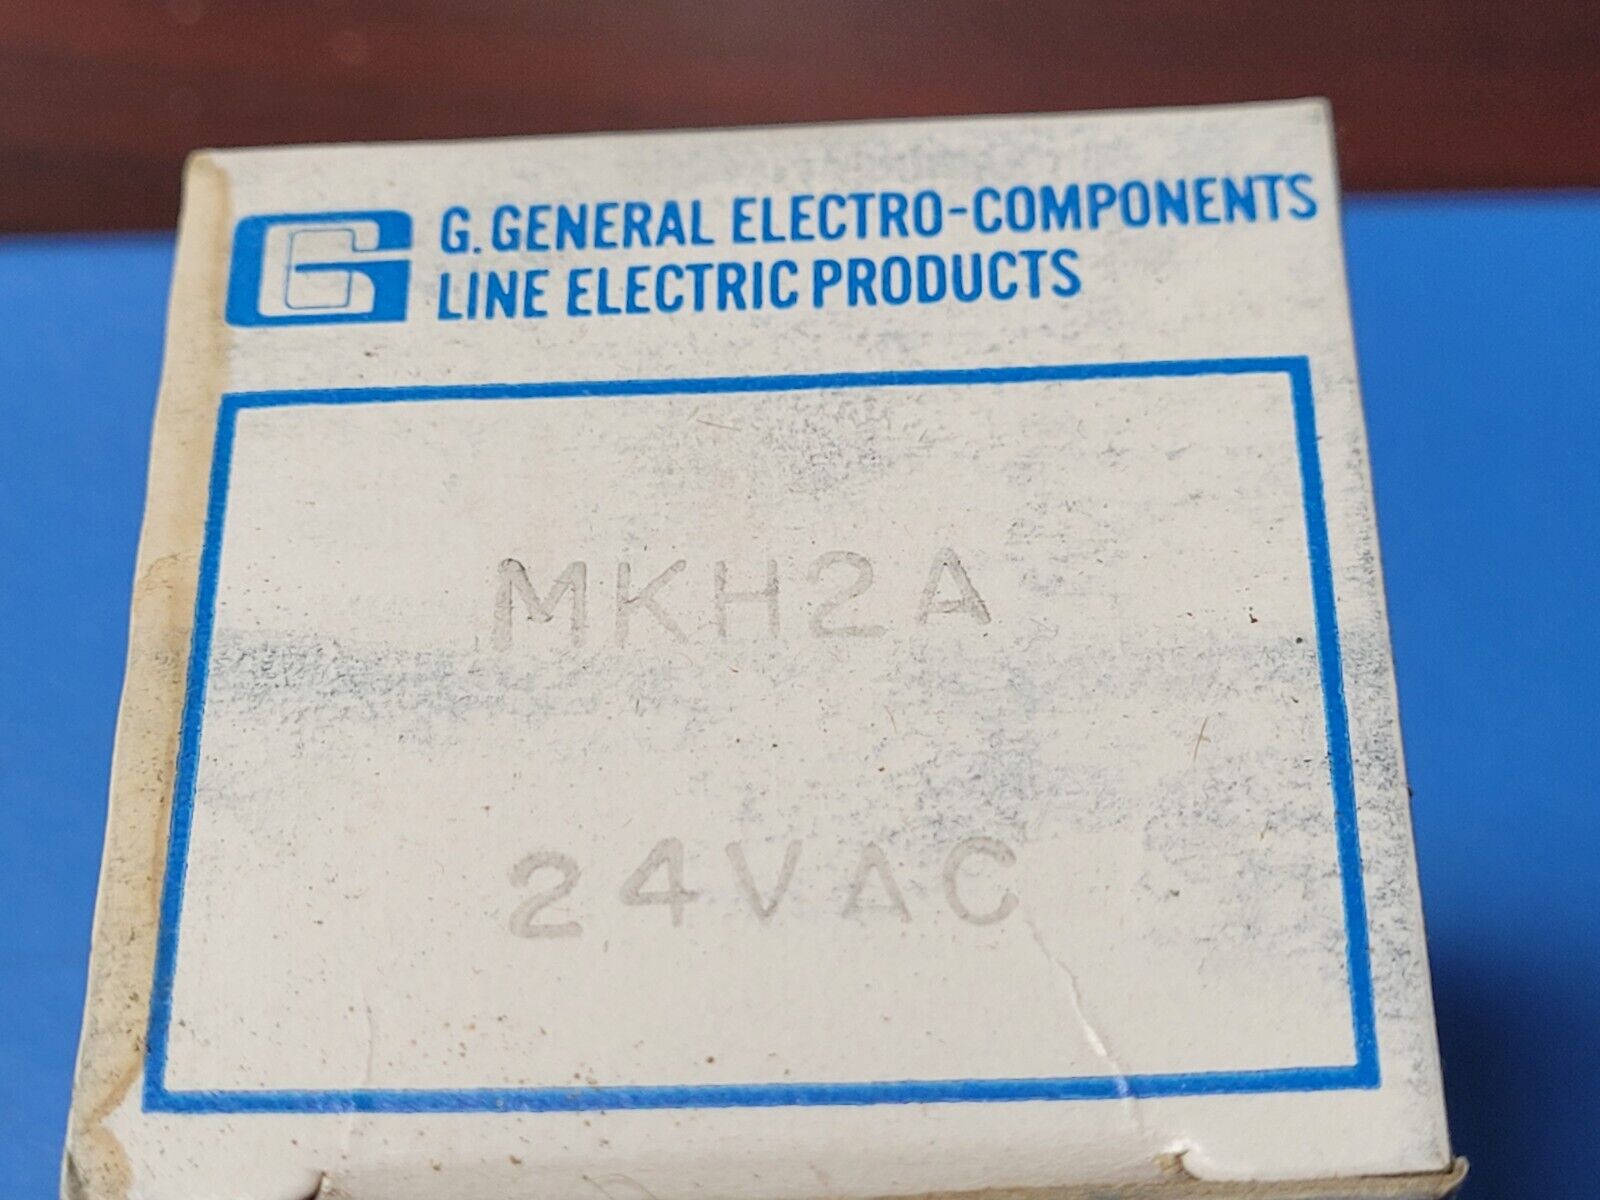 G
G. GENERAL ELECTRO-COMPONENTS
LINE ELECTRIC PRODUCTS
MKH2A
24VAC